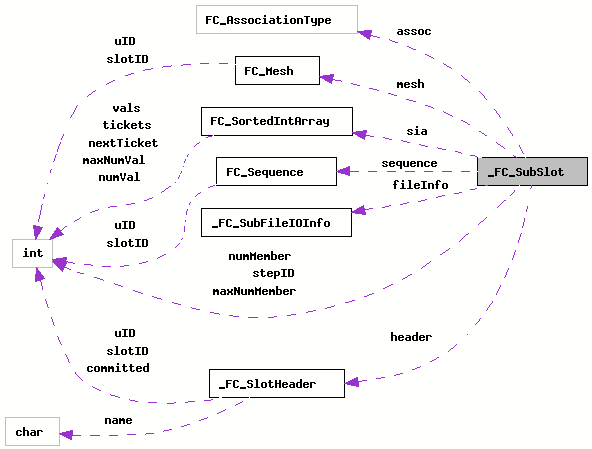 FC_AssociationType
assoc
uID
slotID
FC_Mesh
mesh
vals
tickets
nextTicket
maxNumVal
numVal
FC_SortedIntArray
sia
sequence
FC_Sequence
_FC_SubSlot
fileInfo
uID
slotID
_FC_SubFileIOInfo
int
numMember
stepID
maxNumMember
uID
slotID
committed
header
_FC_SlotHeader
name
char